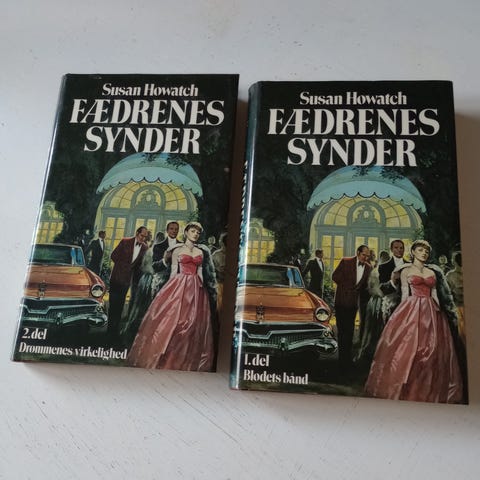 Susan Howatch
FÆDRENES
SYNDER
2. del
Drømmenes virkelighed
Susan Howatch
FÆDRENES
SYNDER
1. del
Blodets bånd